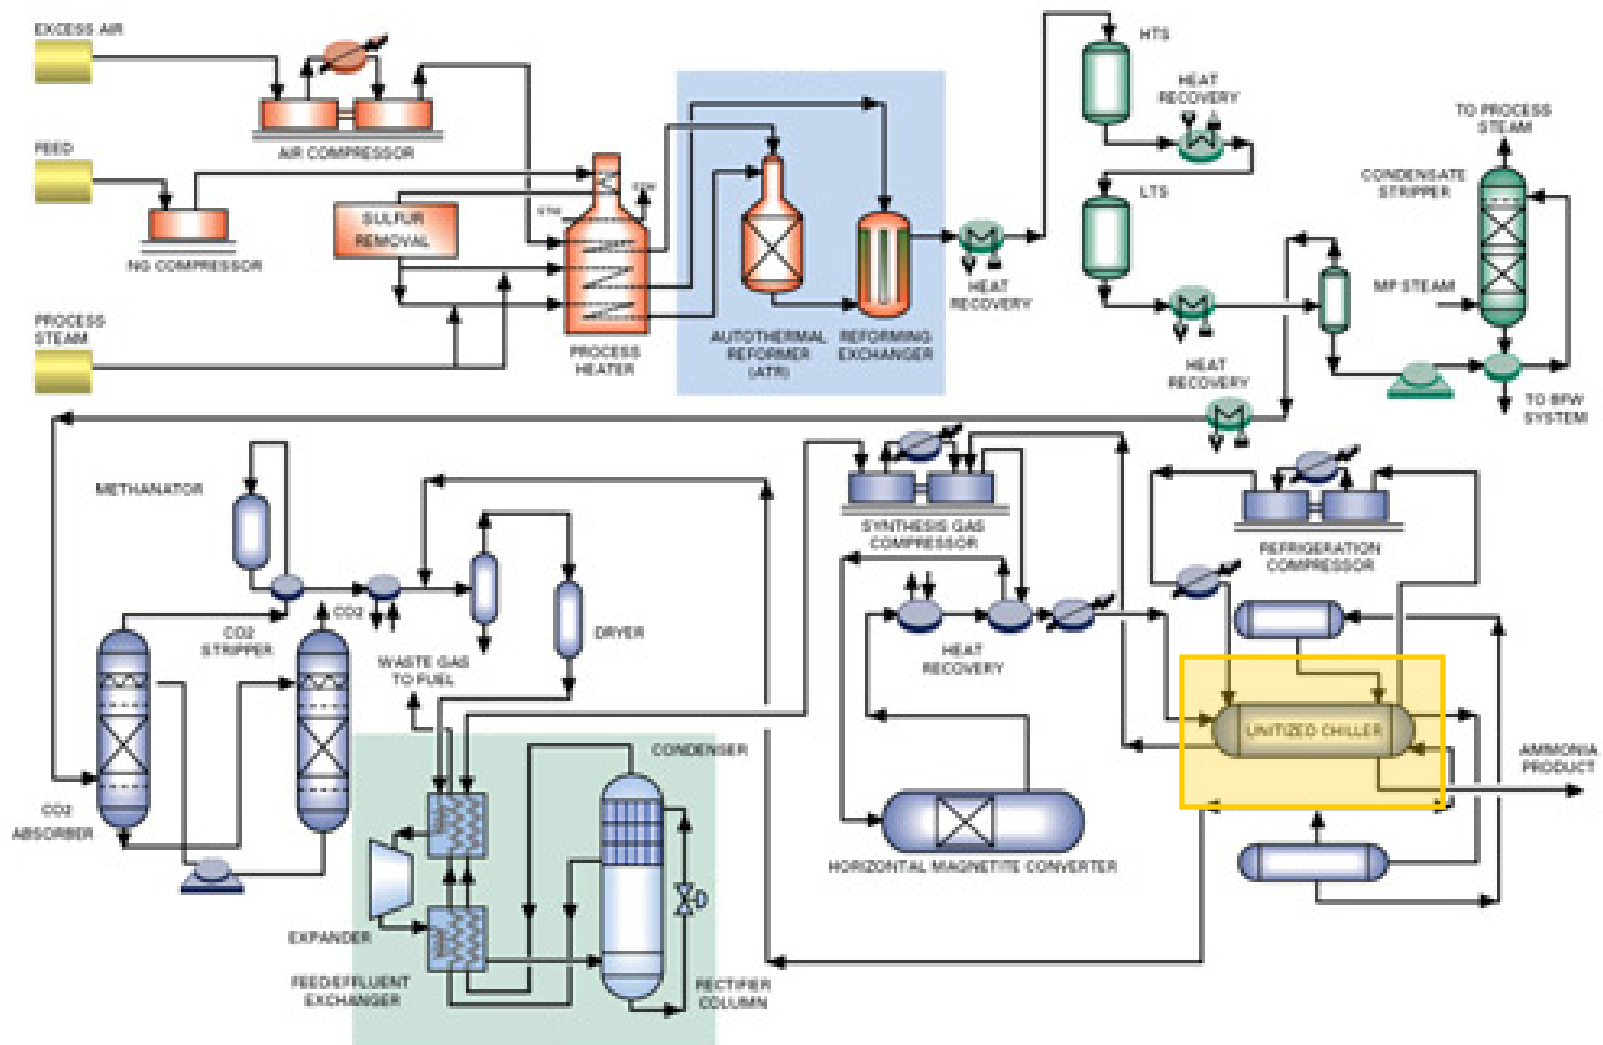 EXCESS AIR
AIR COMPRESSOR
FEED
NG COMPRESSOR
SULFUR
REMOVAL
PROCESS
STEAM
PROCESS
HEATER
AUTOTHERMAL
REFORMER
(ATR)
REFORMING
EXCHANGER
HEAT
RECOVERY
HTS
HEAT
RECOVERY
LTS
HEAT
RECOVERY
TO PROCESS
STEAM
CONDENSATE
STRIPPER
MP STEAM
TO BFW
SYSTEM
METHANATOR
CO2
STRIPPER
CO2
CO2
ABSORBER
WASTE GAS
TO FUEL
DRYER
CONDENSER
EXPANDER
FEED/EFFLUENT
EXCHANGER
RECTIFIER
COLUMN
SYNTHESIS GAS
COMPRESSOR
HEAT
RECOVERY
HORIZONTAL MAGNETITE CONVERTER
REFRIGERATION
COMPRESSOR
UNITIZED CHILLER
AMMONIA
PRODUCT